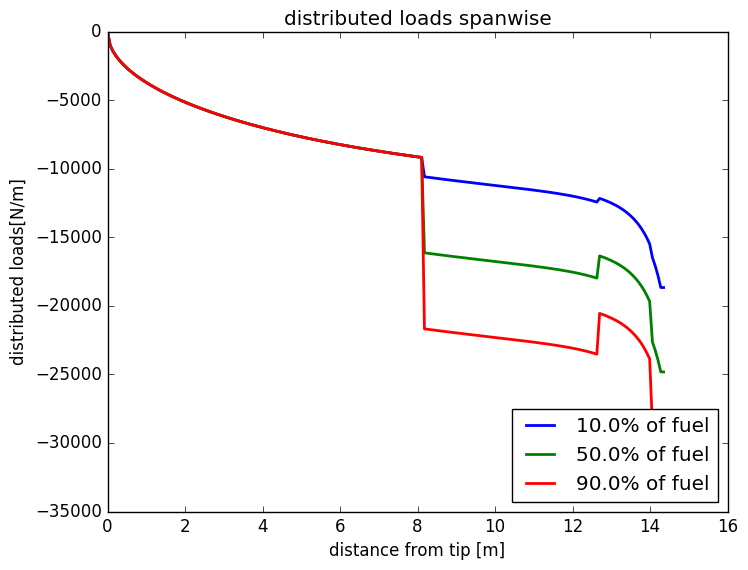 distributed loads spanwise
distributed loads[N/m]
0
−5000
−10000
−15000
−20000
−25000
−30000
−35000
10.0% of fuel
50.0% of fuel
90.0% of fuel
0 2 4 6 8 10 12 14 16
distance from tip [m]